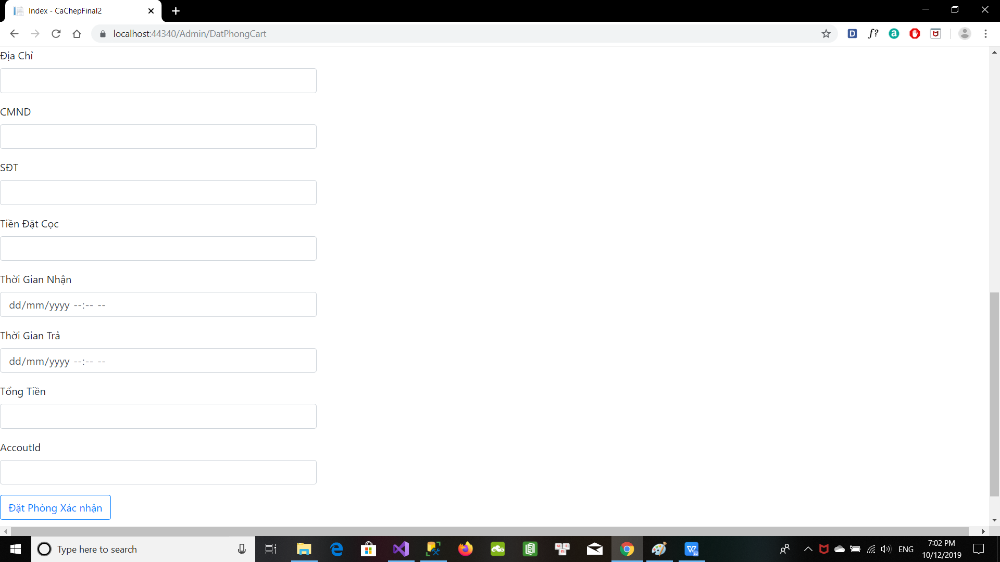 Index - CaChepFinal2
localhost:44340/Admin/DatPhongCart
Địa Chỉ
CMND
SĐT
Tiền Đặt Cọc
Thời Gian Nhận
dd/mm/yyyy --:-- --
Thời Gian Trả
dd/mm/yyyy --:-- --
Tổng Tiền
AccoutId
Đặt Phòng Xác nhận
Type here to search
ENG
7:02 PM
10/12/2019